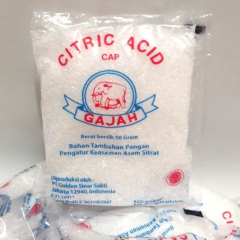 CITRIC ACID
CAP
GAJAH
Berat bersih 50 Gram
Bahan Tambahan Pangan
Pengatur Keasaman Asam Sitrat
Diproduksi oleh :
PT.Golden Sinar Sakti
Jakarta 12940, Indonesia